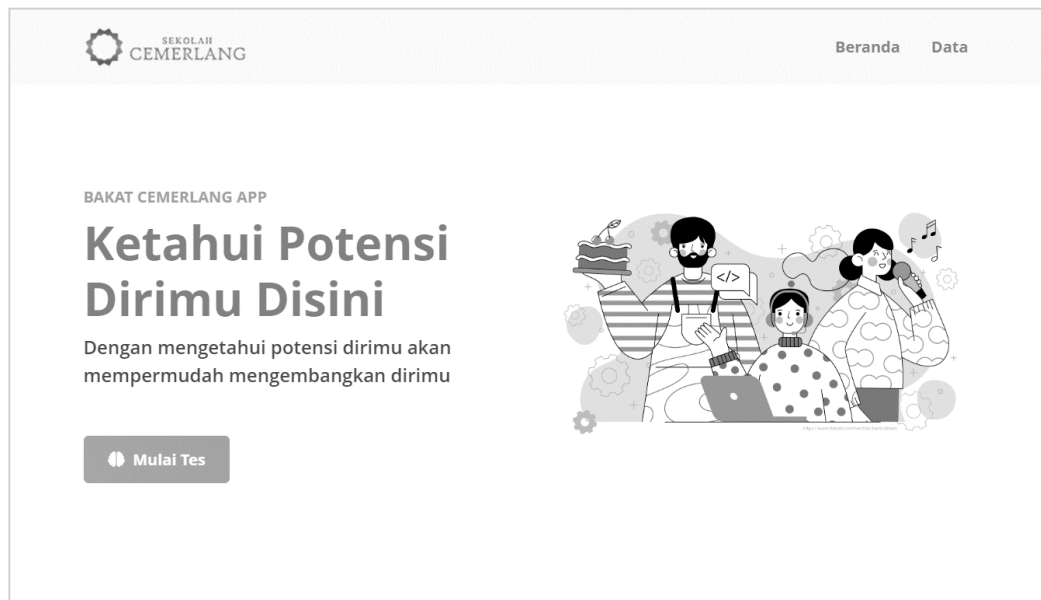 SEKOLAH
CEMERLANG
Beranda
Data
BAKAT CEMERLANG APP
Ketahui Potensi
Dirimu Disini
Dengan mengetahui potensi dirimu akan
mempermudah mengembangkan dirimu
</>
Mulai Tes